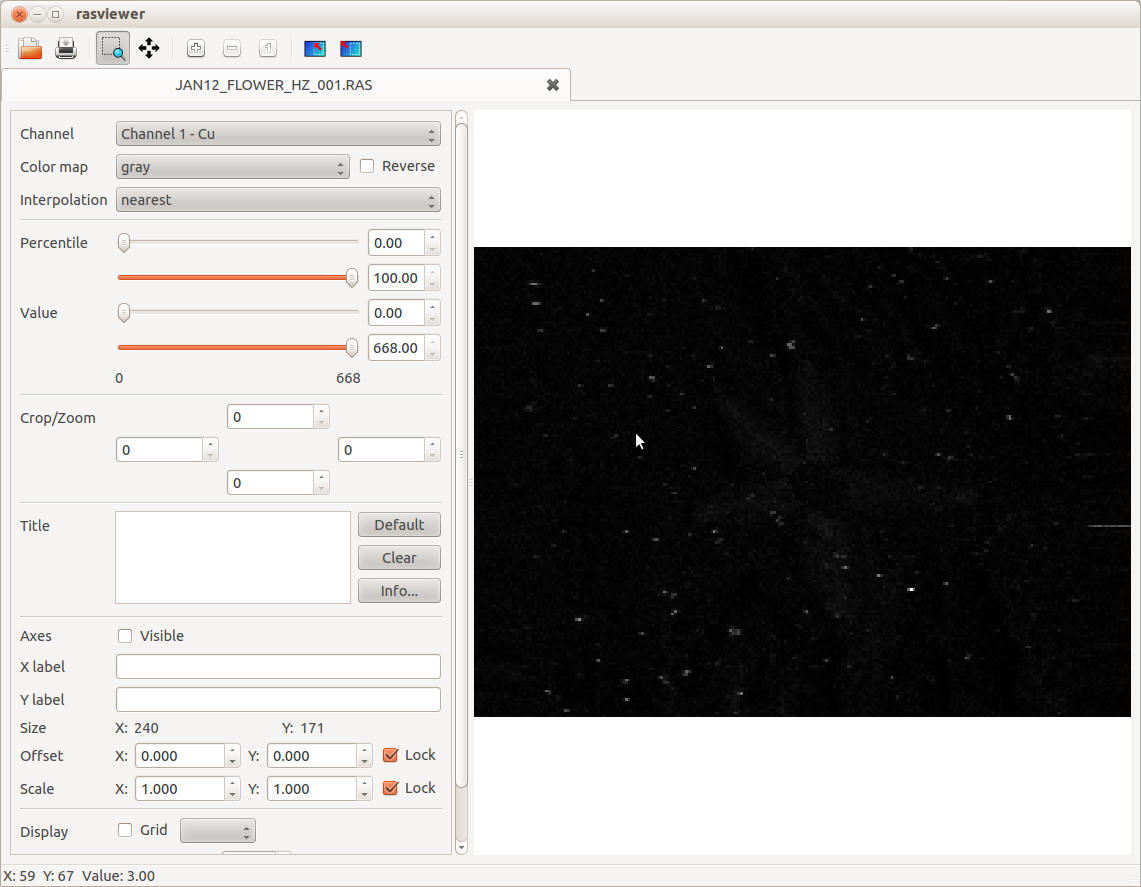 rasviewer
JAN12_FLOWER_HZ_001.RAS
Channel Channel 1 - Cu
Color map gray Reverse
Interpolation nearest
Percentile 0.00
100.00
Value 0.00
668.00
0 668
Crop/Zoom 0
0 0
0
Title Default
Clear
Info...
Axes Visible
X label
Y label
Size X: 240 Y: 171
Offset X: 0.000 Y: 0.000 Lock
Scale X: 1.000 Y: 1.000 Lock
Display Grid
X: 59 Y: 67 Value: 3.00